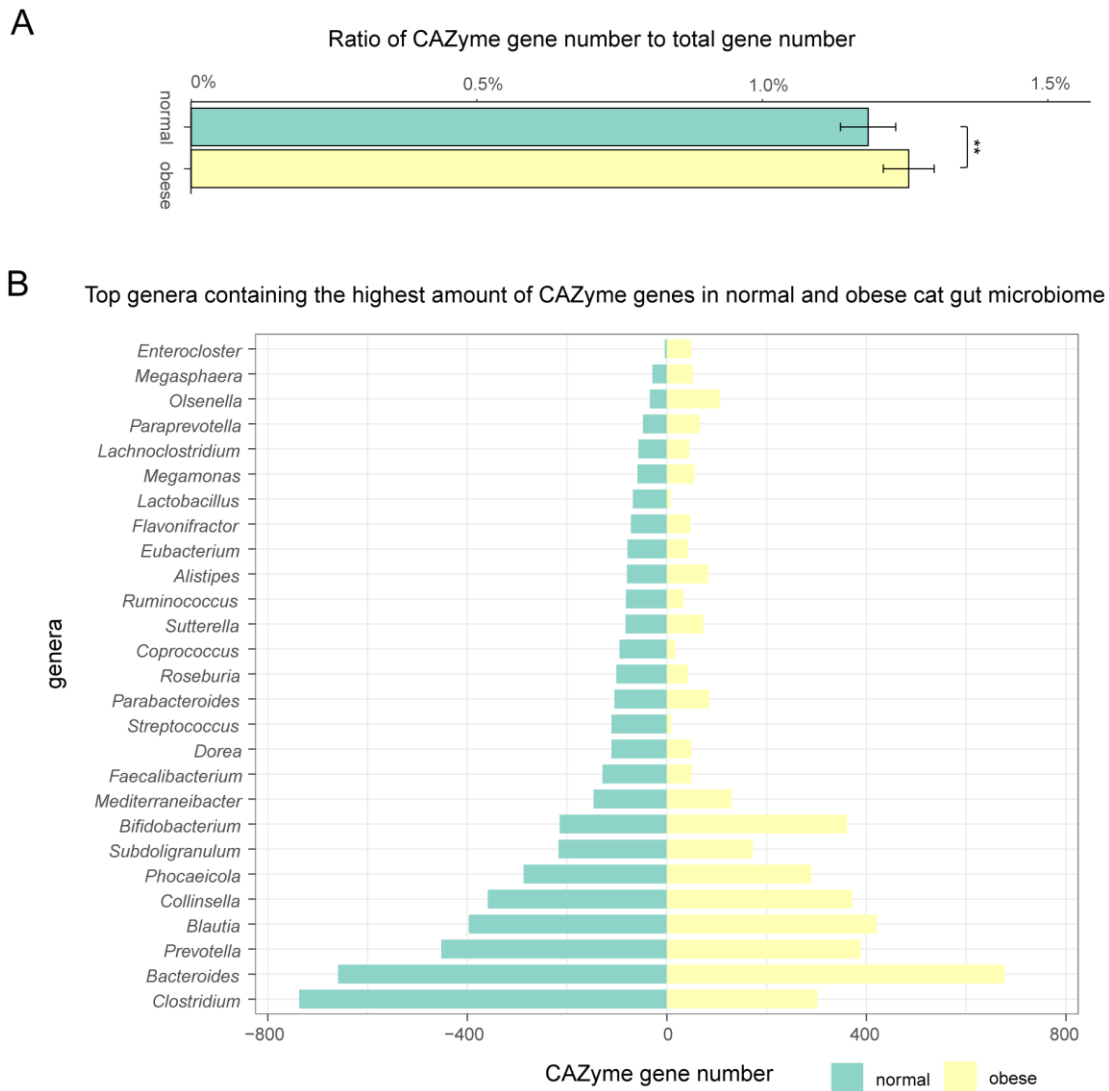 A
Ratio of CAZyme gene number to total gene number
0% 0.5% 1.0% 1.5%
normal
obese
**
B
Top genera containing the highest amount of CAZyme genes in normal and obese cat gut microbiome
genera
Enterocloster
Megasphaera
Olsenella
Paraprevotella
Lachnoclostridium
Megamonas
Lactobacillus
Flavonifractor
Eubacterium
Alistipes
Ruminococcus
Sutterella
Coprococcus
Roseburia
Parabacteroides
Streptococcus
Dorea
Faecalibacterium
Mediterraneibacter
Bifidobacterium
Subdoligranulum
Phocaeicola
Collinsella
Blautia
Prevotella
Bacteroides
Clostridium
−800 −400 0 400 800
CAZyme gene number
normal obese